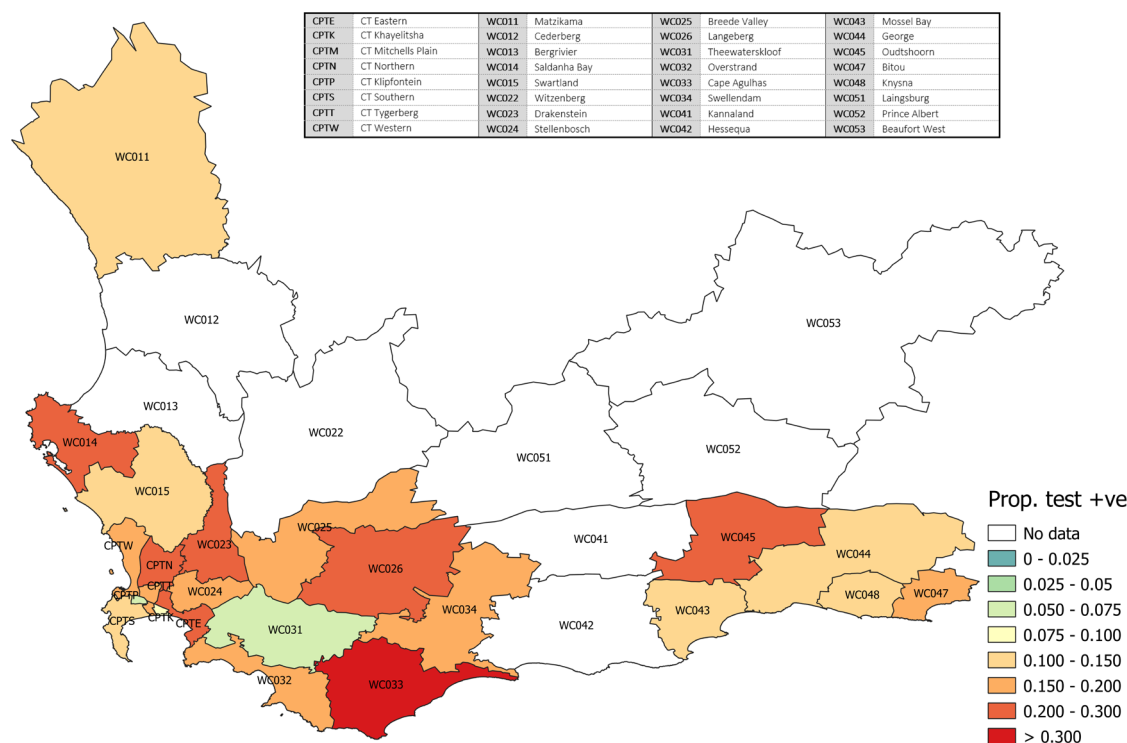 CPTE CT Eastern WC011 Matzikama WC025 Breede Valley WC043 Mossel Bay
CPTK CT Khayelitsha WC012 Cederberg WC026 Langeberg WC044 George
CPTM CT Mitchells Plain WC013 Bergrivier WC031 Theewaterskloof WC045 Oudtshoorn
CPTN CT Northern WC014 Saldanha Bay WC032 Overstrand WC047 Bitou
CPTP CT Klipfontein WC015 Swartland WC033 Cape Agulhas WC048 Knysna
CPTS CT Southern WC022 Witzenberg WC034 Swellendam WC051 Laingsburg
CPTT CT Tygerberg WC023 Drakenstein WC041 Kannaland WC052 Prince Albert
CPTW CT Western WC024 Stellenbosch WC042 Hessequa WC053 Beaufort West
WC011
WC012
WC053
WC013
WC022
WC014
WC052
WC051
WC015
WC025
CPTW
WC023
CPTN
WC041
WC045
WC044
WC026
WC024
CPTP
WC034
WC043
WC048
WC047
CPTS
CPTK
CPTE
WC031
WC042
WC032
WC033
Prop. test +ve
No data
0 - 0.025
0.025 - 0.05
0.050 - 0.075
0.075 - 0.100
0.100 - 0.150
0.150 - 0.200
0.200 - 0.300
> 0.300